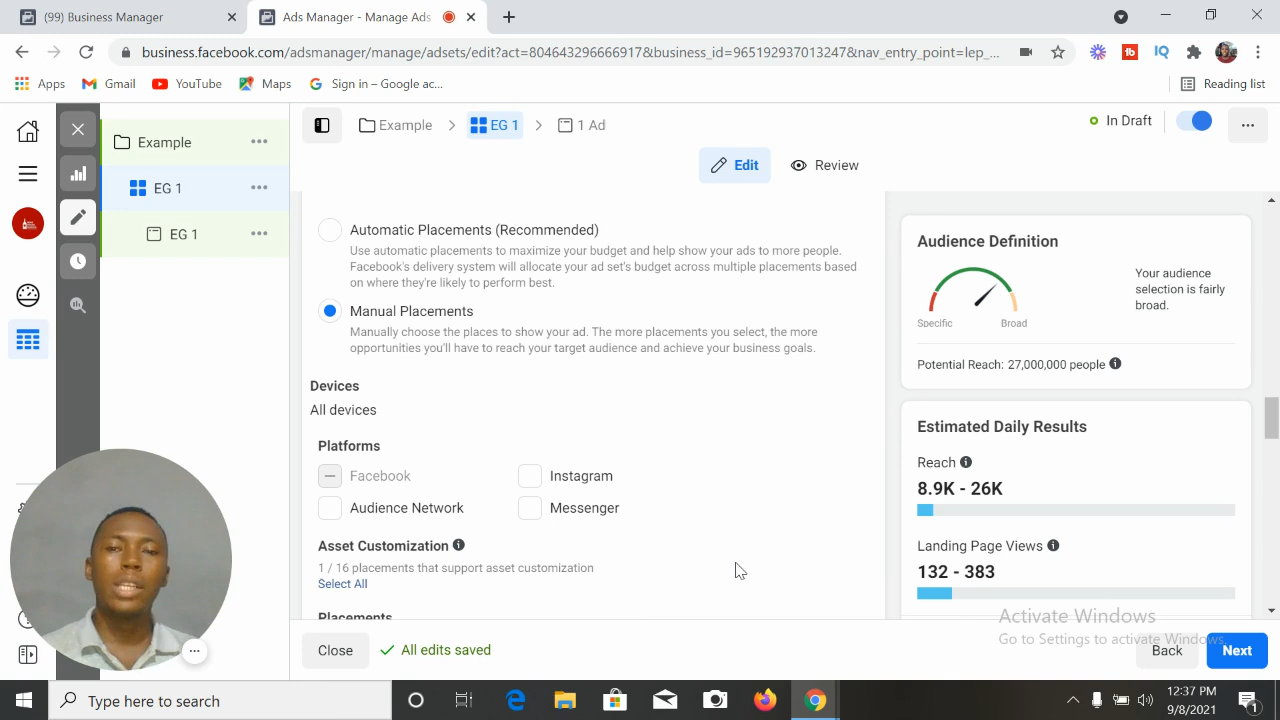 (99) Business Manager
Ads Manager - Manage Ads
business.facebook.com/adsmanager/manage/adsets/edit?act=804643296666917&business_id=965192937013247&nav_entry_point=lep_...
Apps
Gmail
YouTube
Maps
Sign in – Google ac...
Reading list
Example
EG 1
EG 1
Example
EG 1
1 Ad
In Draft
Edit
Review
Automatic Placements (Recommended)
Use automatic placements to maximize your budget and help show your ads to more people.
Facebook's delivery system will allocate your ad set's budget across multiple placements based
on where they're likely to perform best.
Manual Placements
Manually choose the places to show your ad. The more placements you select, the more
opportunities you'll have to reach your target audience and achieve your business goals.
Devices
All devices
Platforms
Facebook
Instagram
Audience Network
Messenger
Asset Customization
1 / 16 placements that support asset customization
Select All
Placements
Audience Definition
Specific
Broad
Your audience
selection is fairly
broad.
Potential Reach: 27,000,000 people
Estimated Daily Results
Reach
8.9K - 26K
Landing Page Views
132 - 383
Activate Windows
Go to Settings to activate Windows.
Close
All edits saved
Back
Next
Type here to search
12:37 PM
9/8/2021
1